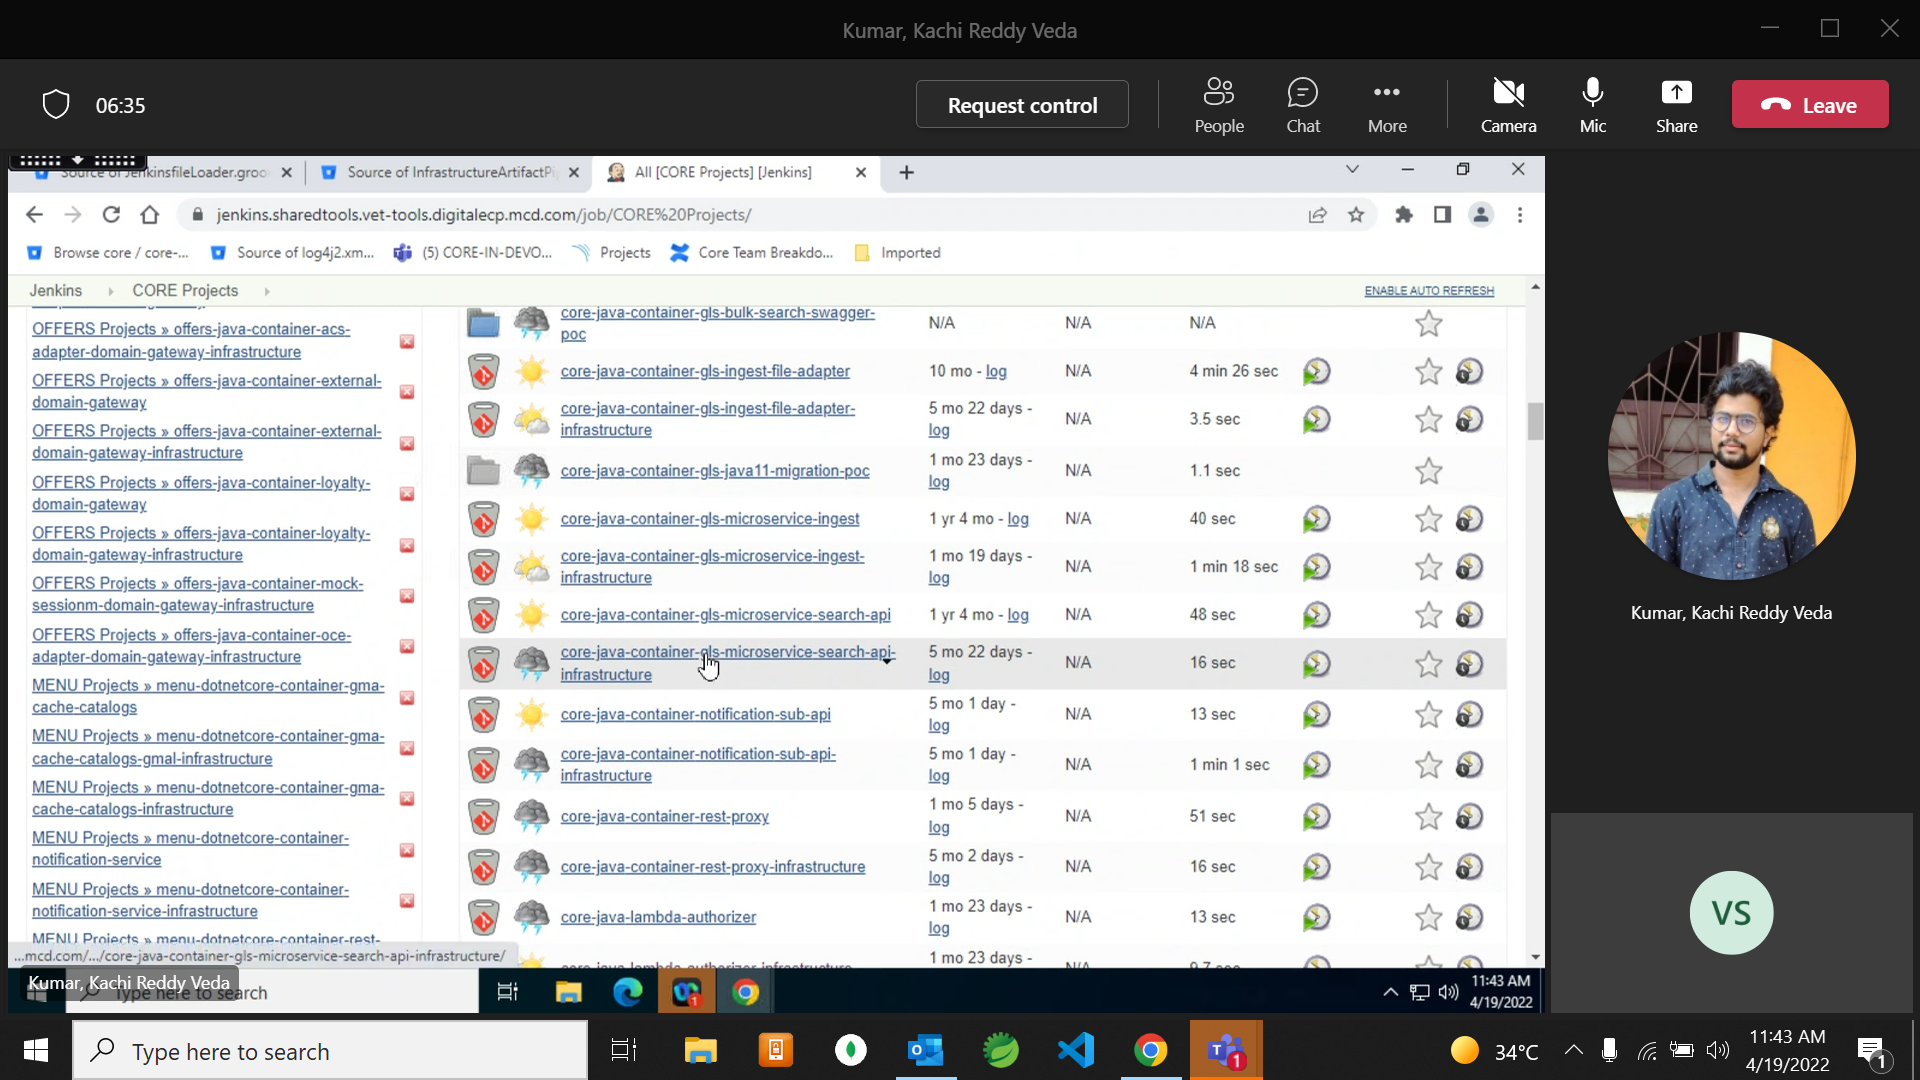 Kumar, Kachi Reddy Veda
06:35
Request control
People
Chat
More
Camera
Mic
Share
Leave
Source of JenkinsfileLoader.groo
Source of InfrastructureArtifactPi
All [CORE Projects] [Jenkins]
jenkins.sharedtools.vet-tools.digitalecp.mcd.com/job/CORE%20Projects/
Browse core / core-...
Source of log4j2.xm...
(5) CORE-IN-DEVO...
Projects
Core Team Breakdo...
Imported
Jenkins
CORE Projects
ENABLE AUTO REFRESH
OFFERS Projects » offers-java-container-acs-
adapter-domain-gateway-infrastructure
OFFERS Projects » offers-java-container-external-
domain-gateway
OFFERS Projects » offers-java-container-external-
domain-gateway-infrastructure
OFFERS Projects » offers-java-container-loyalty-
domain-gateway
OFFERS Projects » offers-java-container-loyalty-
domain-gateway-infrastructure
OFFERS Projects » offers-java-container-mock-
sessionm-domain-gateway-infrastructure
OFFERS Projects » offers-java-container-oce-
adapter-domain-gateway-infrastructure
MENU Projects » menu-dotnetcore-container-gma-
cache-catalogs
MENU Projects » menu-dotnetcore-container-gma-
cache-catalogs-gmal-infrastructure
MENU Projects » menu-dotnetcore-container-gma-
cache-catalogs-infrastructure
MENU Projects » menu-dotnetcore-container-
notification-service
MENU Projects » menu-dotnetcore-container-
notification-service-infrastructure
MENU Projects » menu-dotnetcore-container-rest-
core-java-container-gls-bulk-search-swagger-
poc
N/A
N/A
N/A
core-java-container-gls-ingest-file-adapter
10 mo - log
N/A
4 min 26 sec
core-java-container-gls-ingest-file-adapter-
infrastructure
5 mo 22 days -
log
N/A
3.5 sec
core-java-container-gls-java11-migration-poc
1 mo 23 days -
log
N/A
1.1 sec
core-java-container-gls-microservice-ingest
1 yr 4 mo - log
N/A
40 sec
core-java-container-gls-microservice-ingest-
infrastructure
1 mo 19 days -
log
N/A
1 min 18 sec
core-java-container-gls-microservice-search-api
1 yr 4 mo - log
N/A
48 sec
core-java-container-gls-microservice-search-api-
infrastructure
5 mo 22 days -
log
N/A
16 sec
core-java-container-notification-sub-api
5 mo 1 day -
log
N/A
13 sec
core-java-container-notification-sub-api-
infrastructure
5 mo 1 day -
log
N/A
1 min 1 sec
core-java-container-rest-proxy
1 mo 5 days -
log
N/A
51 sec
core-java-container-rest-proxy-infrastructure
5 mo 2 days -
log
N/A
16 sec
core-java-lambda-authorizer
1 mo 23 days -
log
N/A
13 sec
core-java-lambda-authorizer-infrastructure
1 mo 23 days -
N/A
9.7 sec
...mcd.com/.../core-java-container-gls-microservice-search-api-infrastructure/
Kumar, Kachi Reddy Veda
Type here to search
1
11:43 AM
4/19/2022
Kumar, Kachi Reddy Veda
VS
Type here to search
1
34°C
11:43 AM
4/19/2022
1